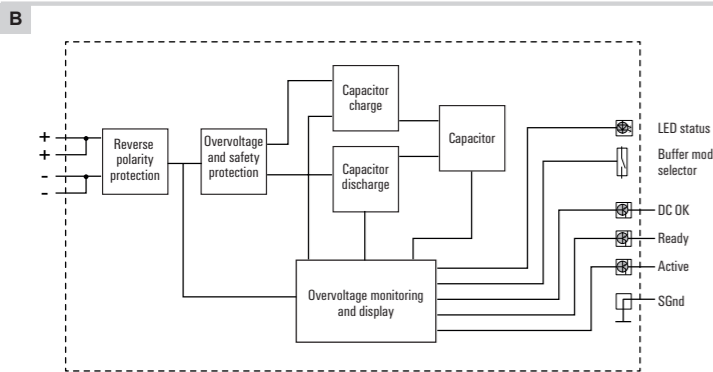 B
+
+
-
-
Reverse
polarity
protection
Overvoltage
and safety
protection
Capacitor
charge
Capacitor
discharge
Capacitor
Overvoltage monitoring
and display
LED status
Buffer mod
selector
DC OK
Ready
Active
SGnd